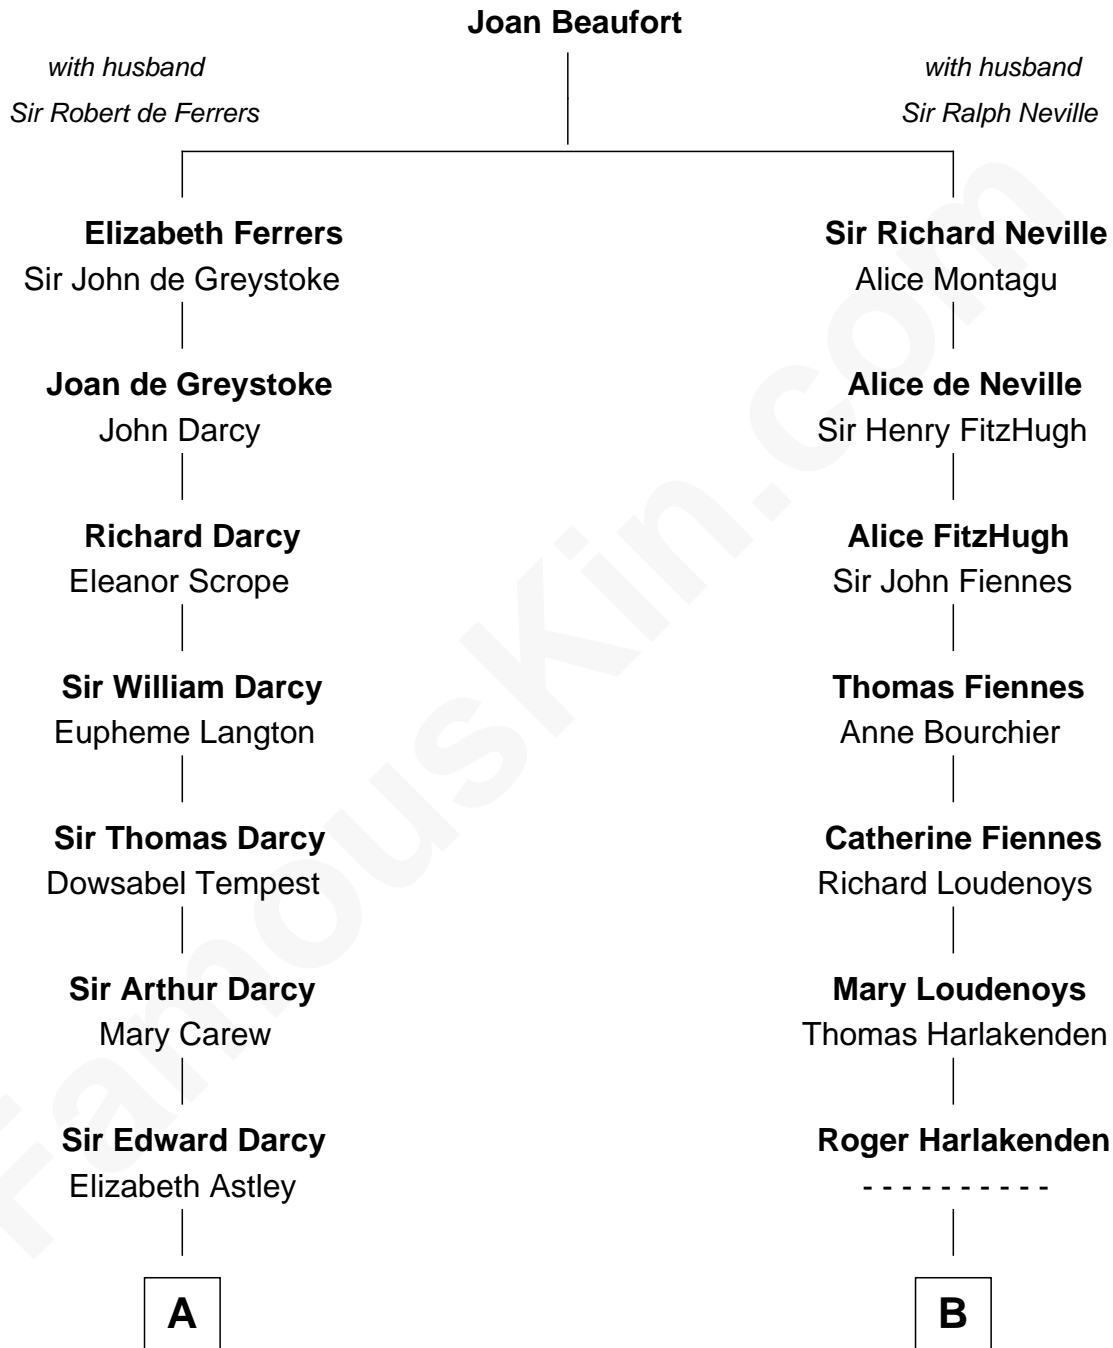 Joan Beaufort
with husband
Sir Robert de Ferrers
with husband
Sir Ralph Neville
Elizabeth Ferrers
Sir John de Greystoke
Sir Richard Neville
Alice Montagu
Joan de Greystoke
John Darcy
Alice de Neville
Sir Henry FitzHugh
Richard Darcy
Eleanor Scrope
Alice FitzHugh
Sir John Fiennes
Sir William Darcy
Eupheme Langton
Thomas Fiennes
Anne Bourchier
Sir Thomas Darcy
Dowsabel Tempest
Catherine Fiennes
Richard Loudenoys
Sir Arthur Darcy
Mary Carew
Mary Loudenoys
Thomas Harlakenden
Sir Edward Darcy
Elizabeth Astley
Roger Harlakenden
- - - - - - - - - -
A
B
FamousKin.com